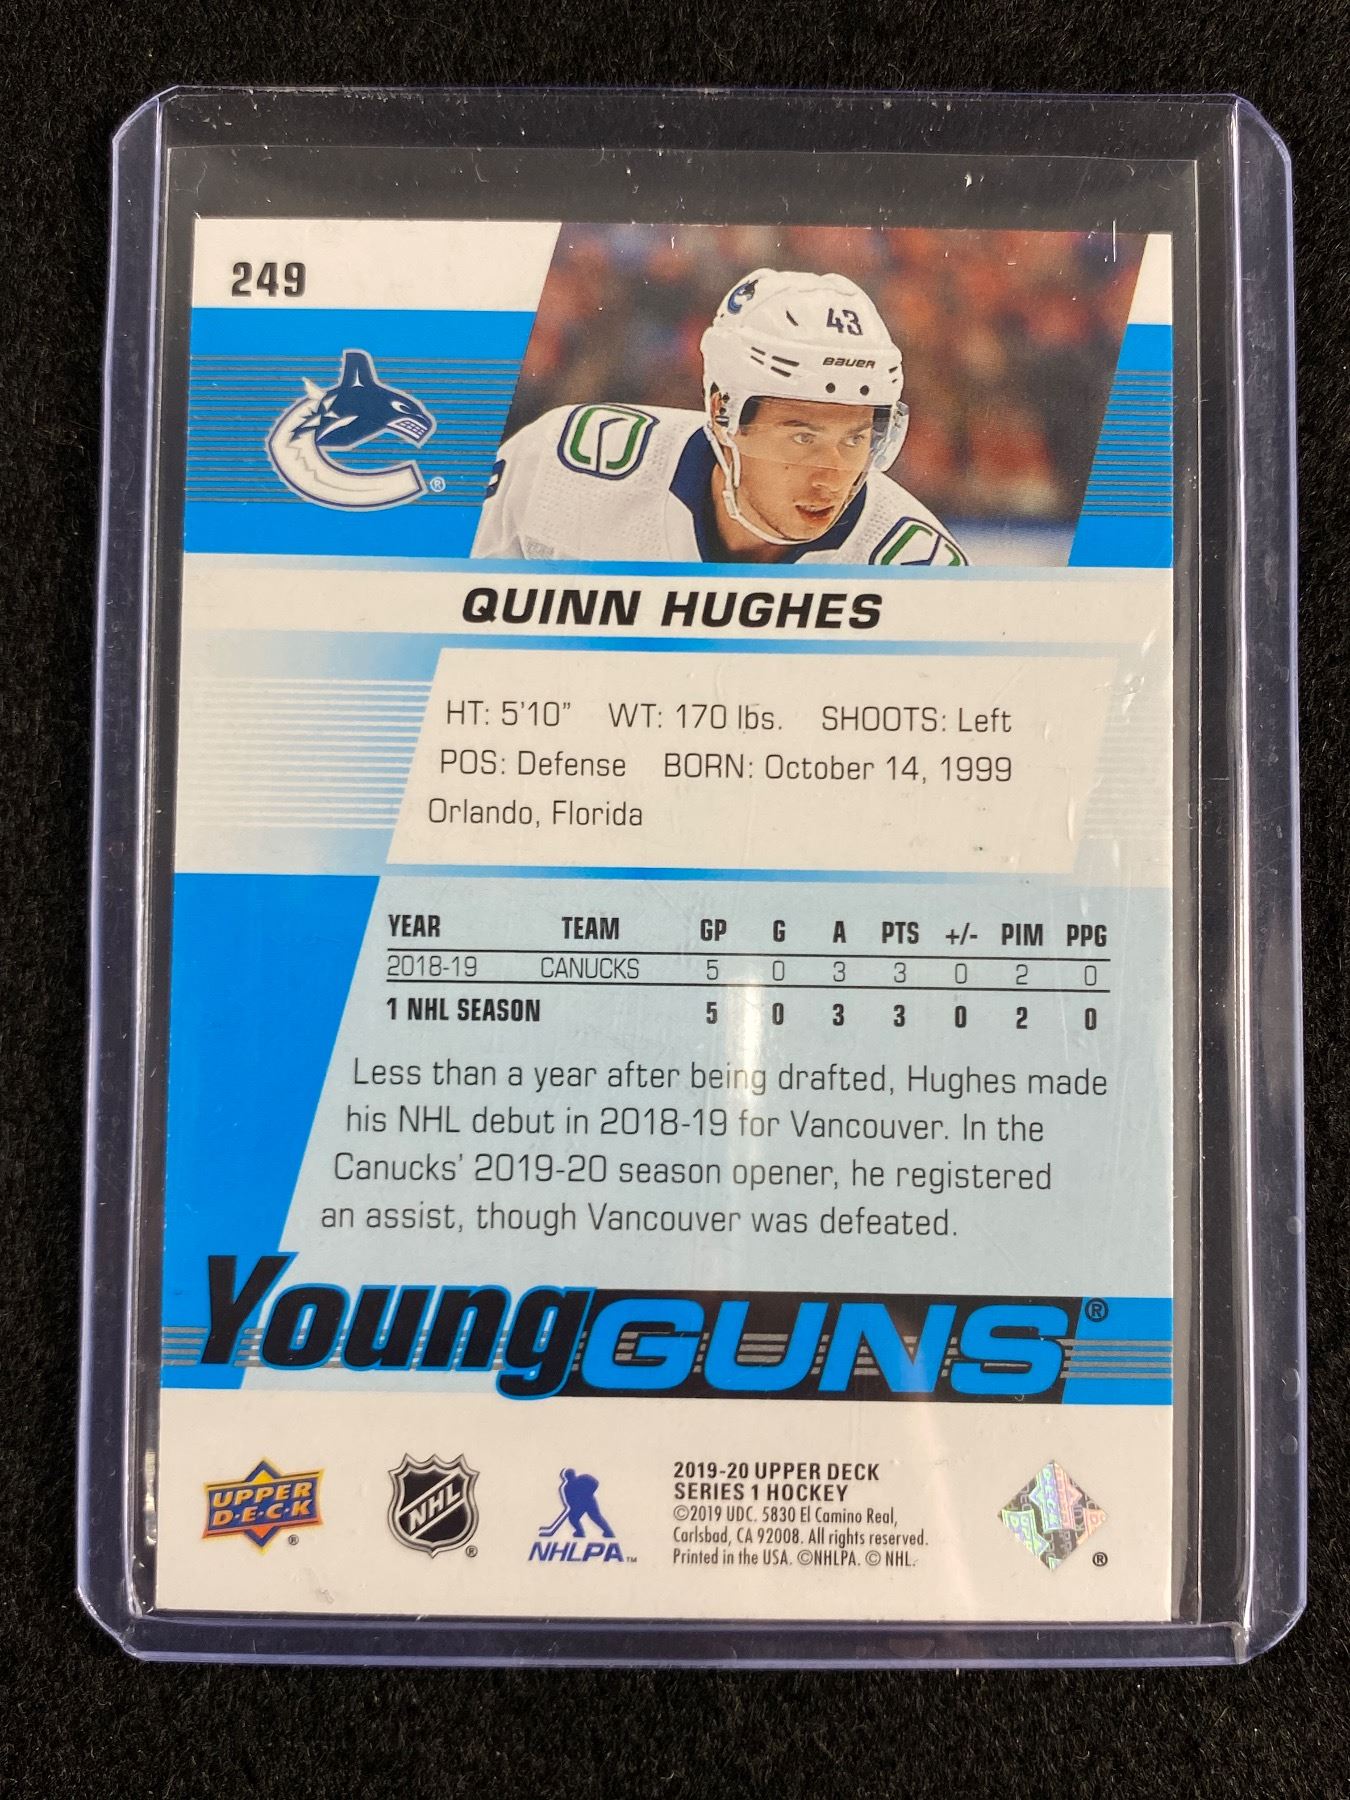 249
43
BAUER
®
QUINN HUGHES
HT: 5'10" WT: 170 lbs. SHOOTS: Left
POS: Defense BORN: October 14, 1999
Orlando, Florida
YEAR TEAM GP G A PTS +/- PIM PPG
2018-19 CANUCKS 5 0 3 3 0 2 0
1 NHL SEASON 5 0 3 3 0 2 0
Less than a year after being drafted, Hughes made
his NHL debut in 2018-19 for Vancouver. In the
Canucks' 2019-20 season opener, he registered
an assist, though Vancouver was defeated.
Young GUNS®
UPPER
D·E·C·K
®
NHL
®
NHLPA™
2019-20 UPPER DECK
SERIES 1 HOCKEY
©2019 UDC. 5830 El Camino Real,
Carlsbad, CA 92008. All rights reserved.
Printed in the USA. ©NHLPA. © NHL.
®